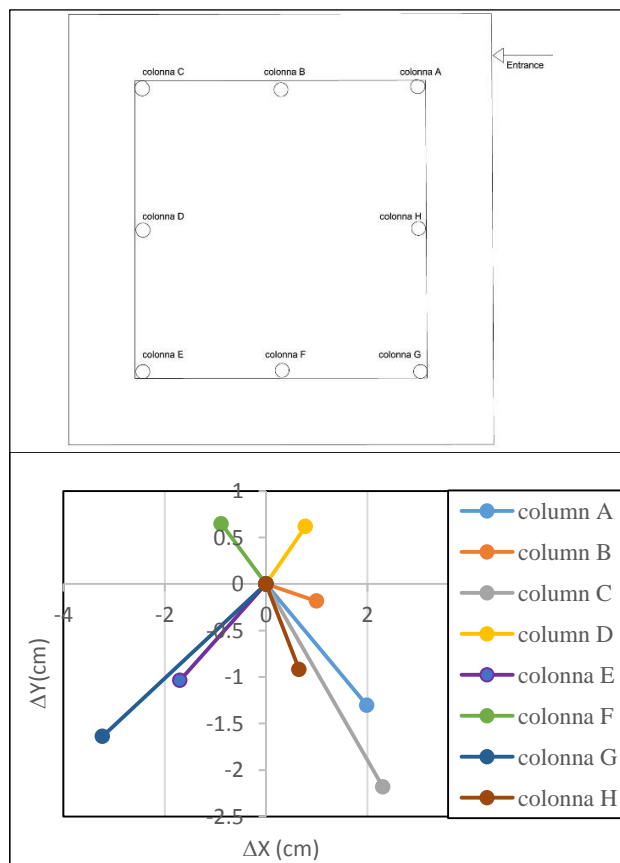 colonna C
colonna B
colonna A
Entrance
colonna D
colonna H
colonna E
colonna F
colonna G
1
0.5
0
-0.5
-1
-1.5
-2
-2.5
-4
-2
0
2
ΔY(cm)
ΔX (cm)
column A
column B
column C
column D
colonna E
colonna F
colonna G
colonna H